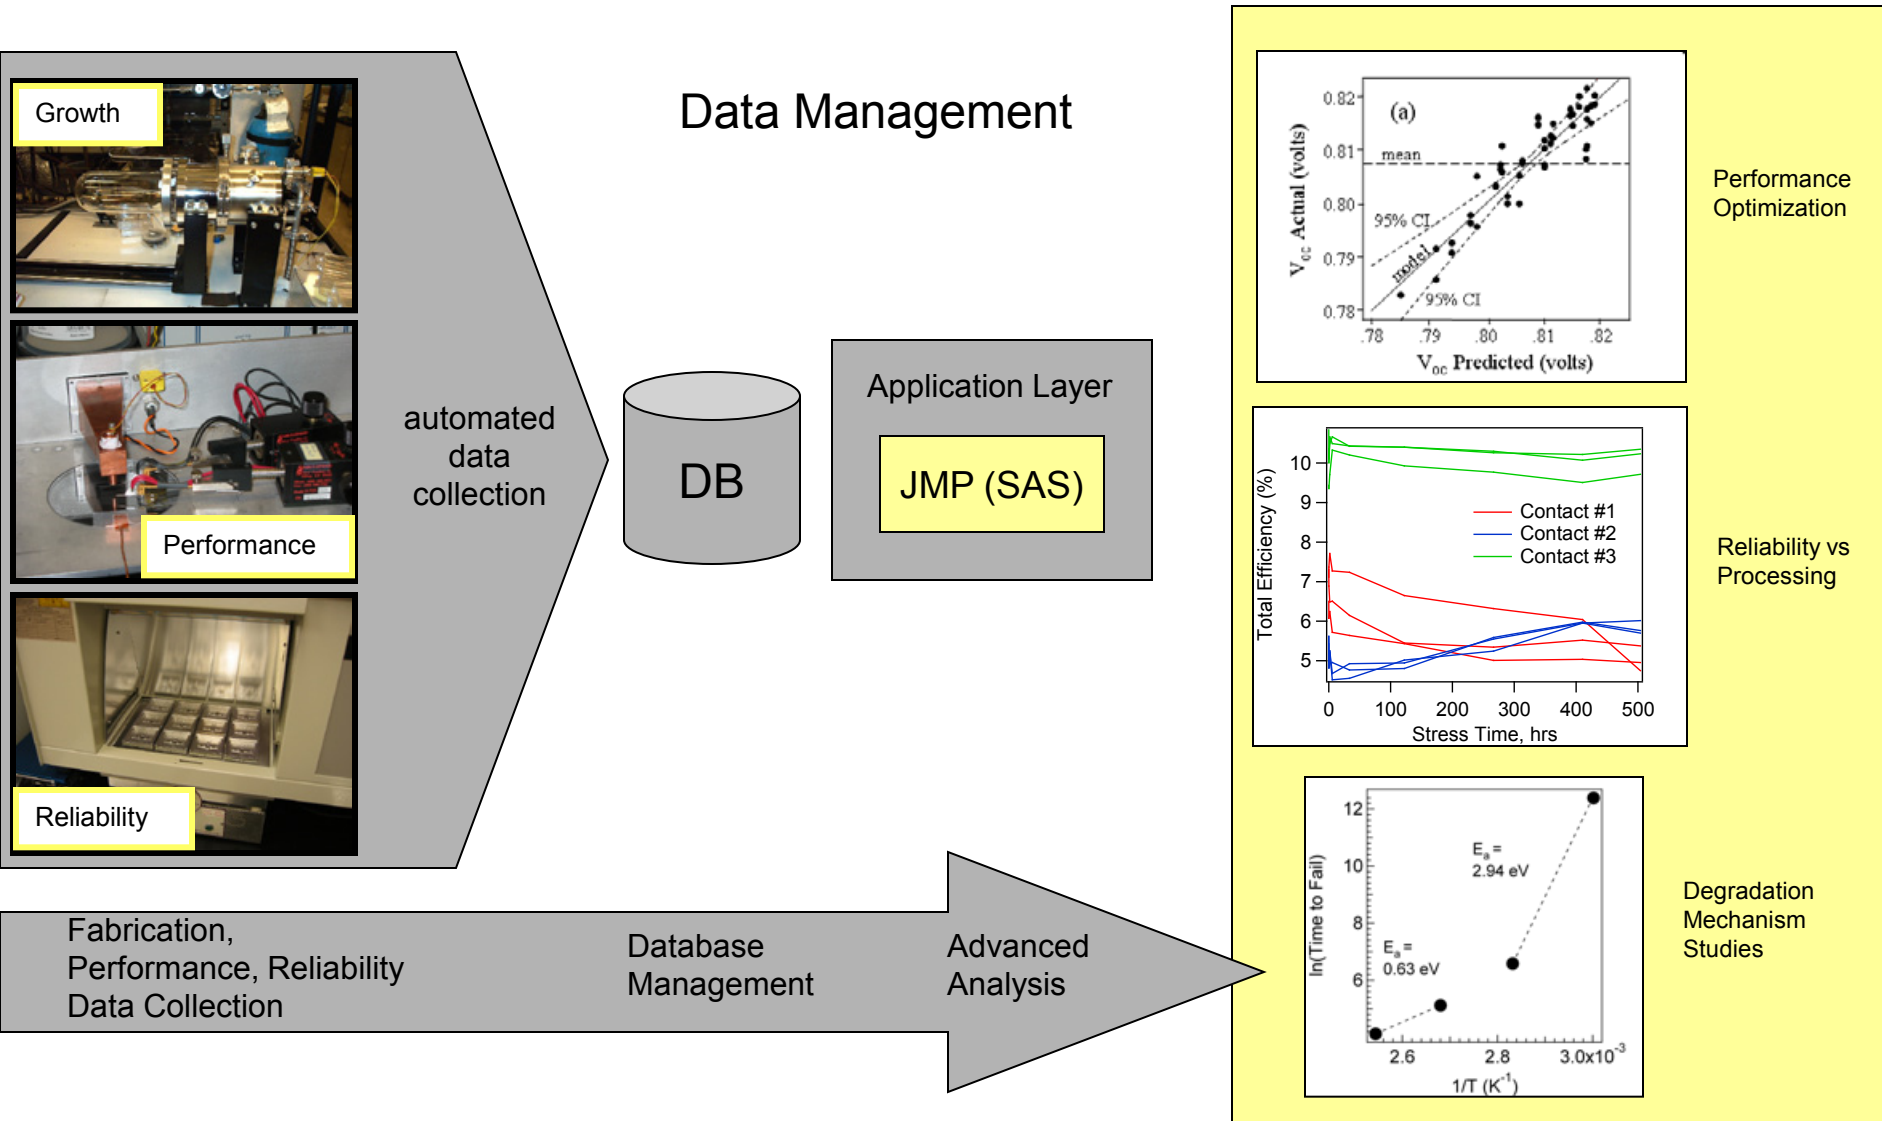 Data Management
Growth
Performance
Reliability
automated
data
collection
DB
Application Layer
JMP (SAS)
Fabrication,
Performance, Reliability
Data Collection
Database
Management
Advanced
Analysis
(a)
mean
95% CI
model
95% CI
0.82
0.81
0.80
0.79
0.78
.78 .79 .80 .81 .82
Voc Actual (volts)
Voc Predicted (volts)
Performance
Optimization
Total Efficiency (%)
10
9
8
7
6
5
Contact #1
Contact #2
Contact #3
0 100 200 300 400 500
Stress Time, hrs
Reliability vs
Processing
ln(Time to Fail)
12
10
8
6
Ea =
2.94 eV
Ea =
0.63 eV
2.6 2.8 3.0x10-3
1/T (K-1)
Degradation
Mechanism
Studies